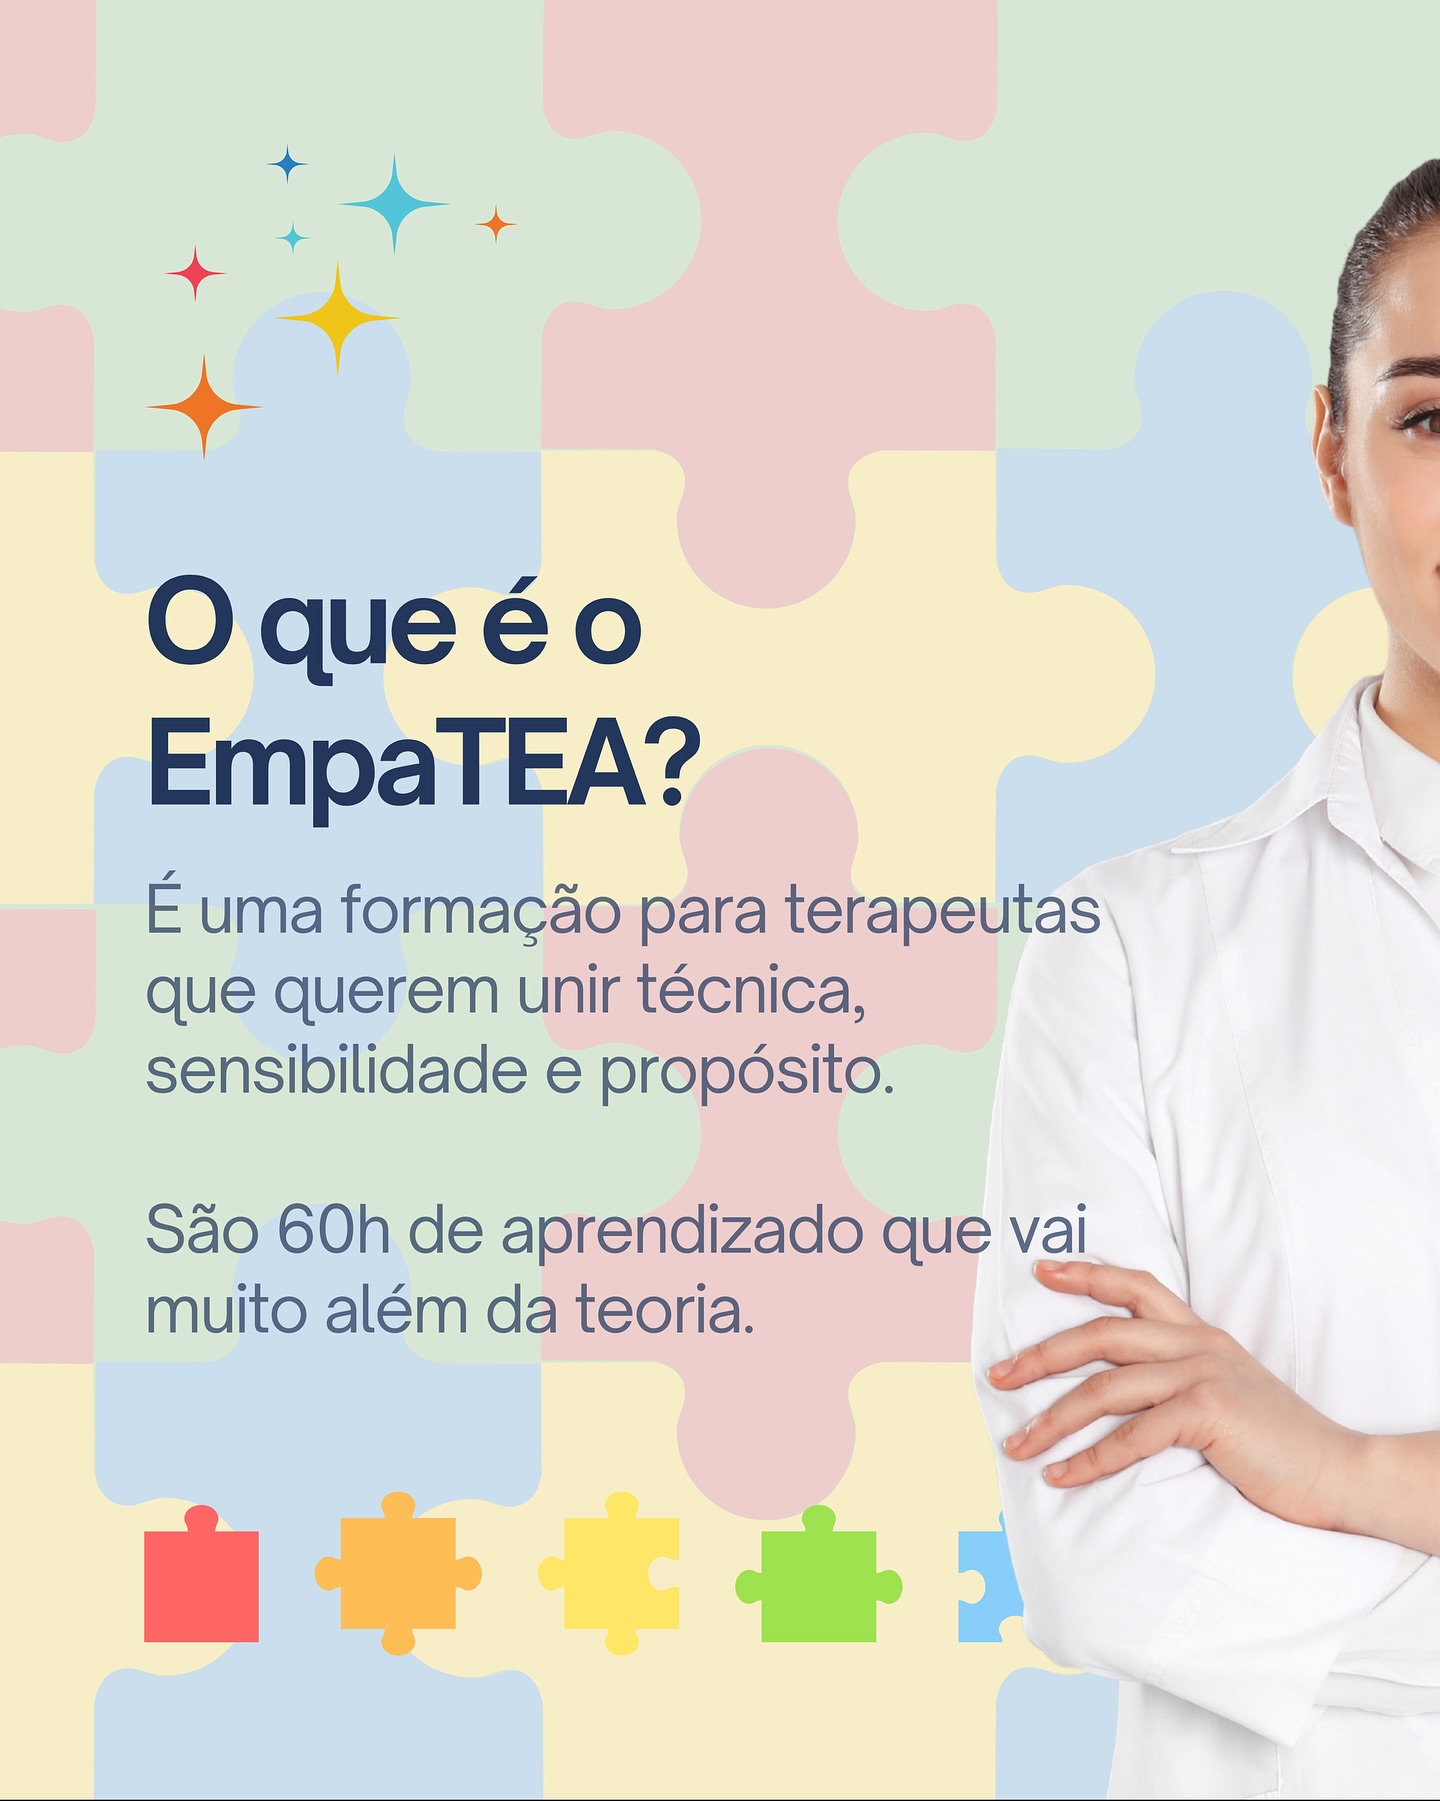 O que é o
EmpaTEA?
É uma formação para terapeutas
que querem unir técnica,
sensibilidade e propósito.
São 60h de aprendizado que vai
muito além da teoria.